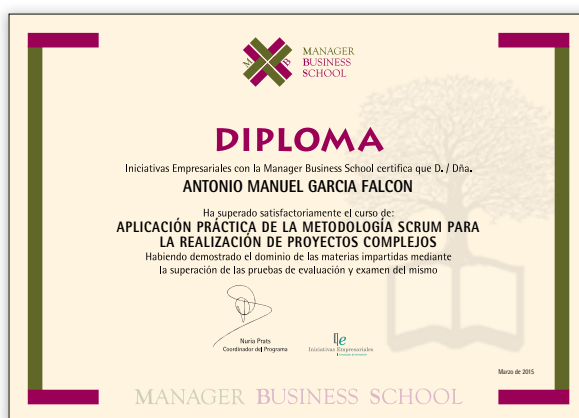 M B
MANAGER
BUSINESS
SCHOOL
DIPLOMA
Iniciativas Empresariales con la Manager Business School certifica que D. / Dña.
ANTONIO MANUEL GARCIA FALCON
Ha superado satisfactoriamente el curso de:
APLICACIÓN PRÁCTICA DE LA METODOLOGÍA SCRUM PARA
LA REALIZACIÓN DE PROYECTOS COMPLEJOS
Habiendo demostrado el dominio de las materias impartidas mediante
la superación de las pruebas de evaluación y examen del mismo
Nuria Prats
Coordinador del Programa
Ie
Iniciativas Empresariales
Marzo de 2015
MANAGER BUSINESS SCHOOL